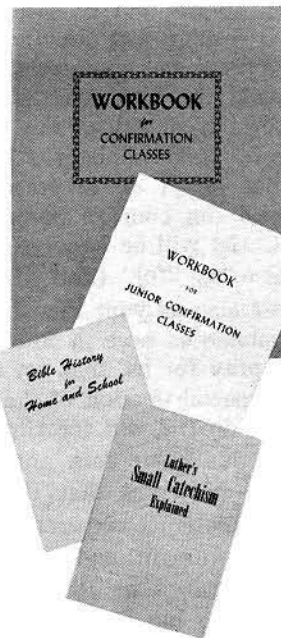 WORKBOOK
for
CONFIRMATION
CLASSES
WORKBOOK
FOR
JUNIOR CONFIRMATION
CLASSES
Bible History
for
Home and School
Luther's
Small Catechism
Explained